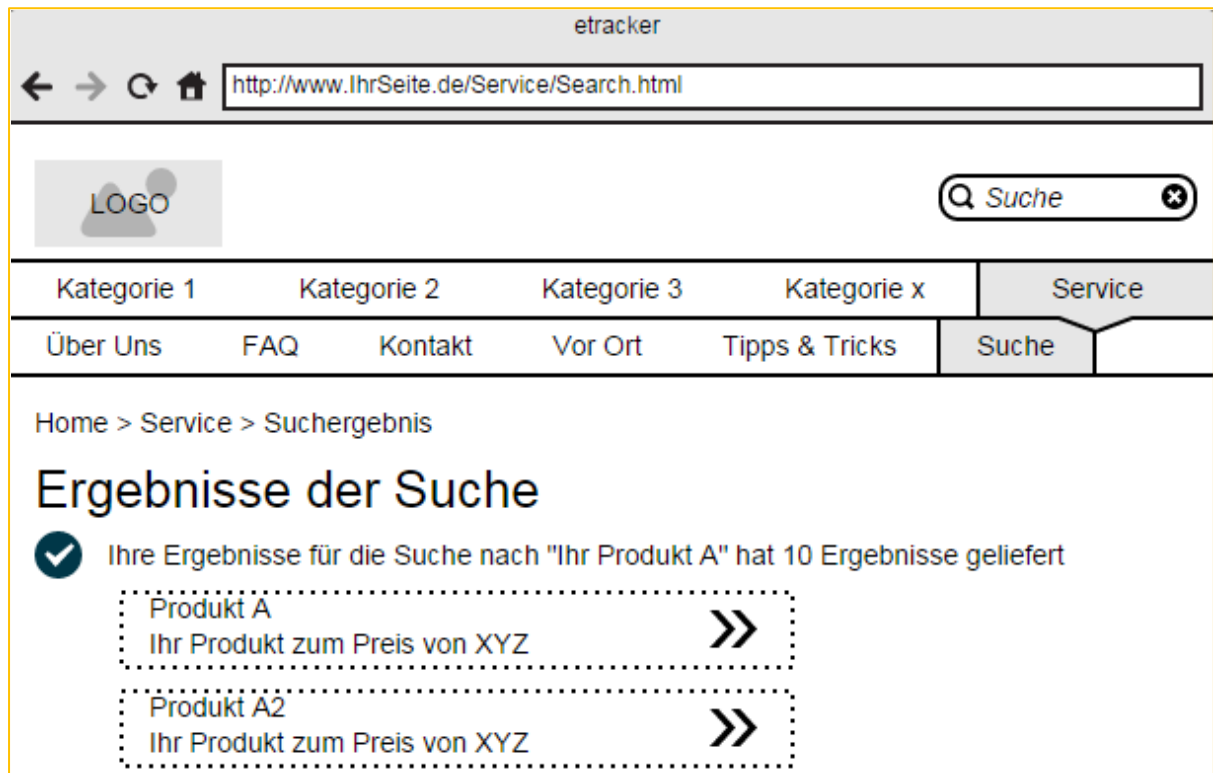 etracker
http://www.IhrSeite.de/Service/Search.html
LOGO
Suche
Kategorie 1 Kategorie 2 Kategorie 3 Kategorie x Service
Über Uns FAQ Kontakt Vor Ort Tipps & Tricks Suche
Home > Service > Suchergebnis
Ergebnisse der Suche
Ihre Ergebnisse für die Suche nach "Ihr Produkt A" hat 10 Ergebnisse geliefert
Produkt A
Ihr Produkt zum Preis von XYZ
Produkt A2
Ihr Produkt zum Preis von XYZ